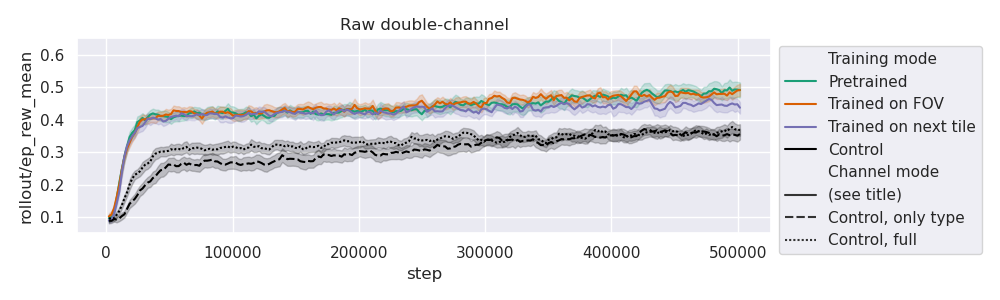 Raw double-channel
rollout/ep_rew_mean
0.6
0.5
0.4
0.3
0.2
0.1
0
100000
200000
300000
400000
500000
step
Training mode
Pretrained
Trained on FOV
Trained on next tile
Control
Channel mode
(see title)
Control, only type
Control, full